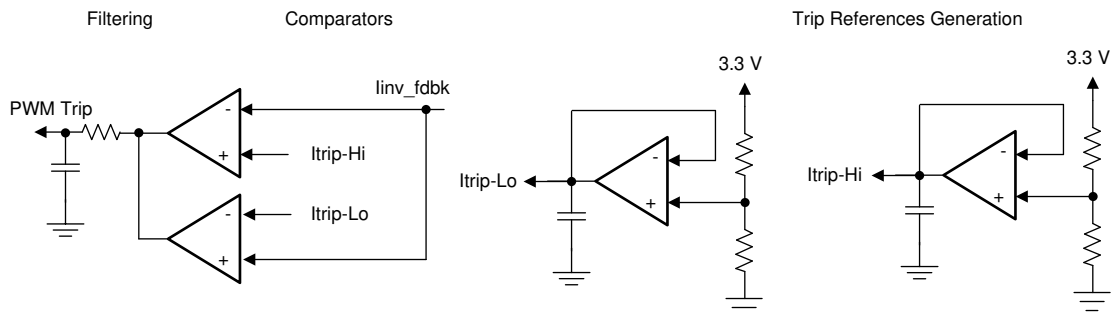 Filtering
Comparators
Trip References Generation
PWM Trip
Iinv_fdbk
-
+
Itrip-Hi
-
Itrip-Lo
+
3.3 V
-
Itrip-Lo
+
3.3 V
-
Itrip-Hi
+